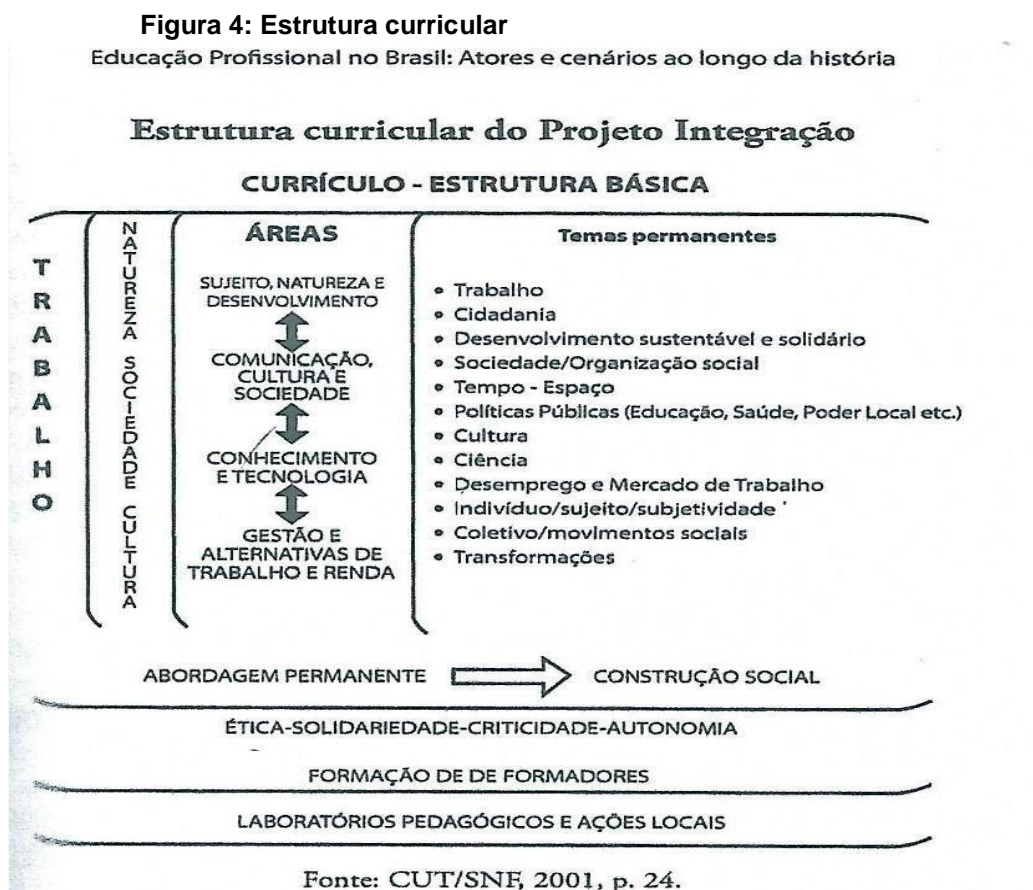 Figura 4: Estrutura curricular
Educação Profissional no Brasil: Atores e cenários ao longo da história
Estrutura curricular do Projeto Integração
CURRÍCULO - ESTRUTURA BÁSICA
TRABALHO
NATUREZA SOCIEDADE CULTURA
ÁREAS
SUJEITO, NATUREZA E
DESENVOLVIMENTO
COMUNICAÇÃO,
CULTURA E
SOCIEDADE
CONHECIMENTO
E TECNOLOGIA
GESTÃO E
ALTERNATIVAS DE
TRABALHO E RENDA
Temas permanentes
• Trabalho
• Cidadania
• Desenvolvimento sustentável e solidário
• Sociedade/Organização social
• Tempo - Espaço
• Políticas Públicas (Educação, Saúde, Poder Local etc.)
• Cultura
• Ciência
• Desemprego e Mercado de Trabalho
• Indivíduo/sujeito/subjetividade
• Coletivo/movimentos sociais
• Transformações
ABORDAGEM PERMANENTE
CONSTRUÇÃO SOCIAL
ÉTICA-SOLIDARIEDADE-CRITICIDADE-AUTONOMIA
FORMAÇÃO DE DE FORMADORES
LABORATÓRIOS PEDAGÓGICOS E AÇÕES LOCAIS
Fonte: CUT/SNF, 2001, p. 24.